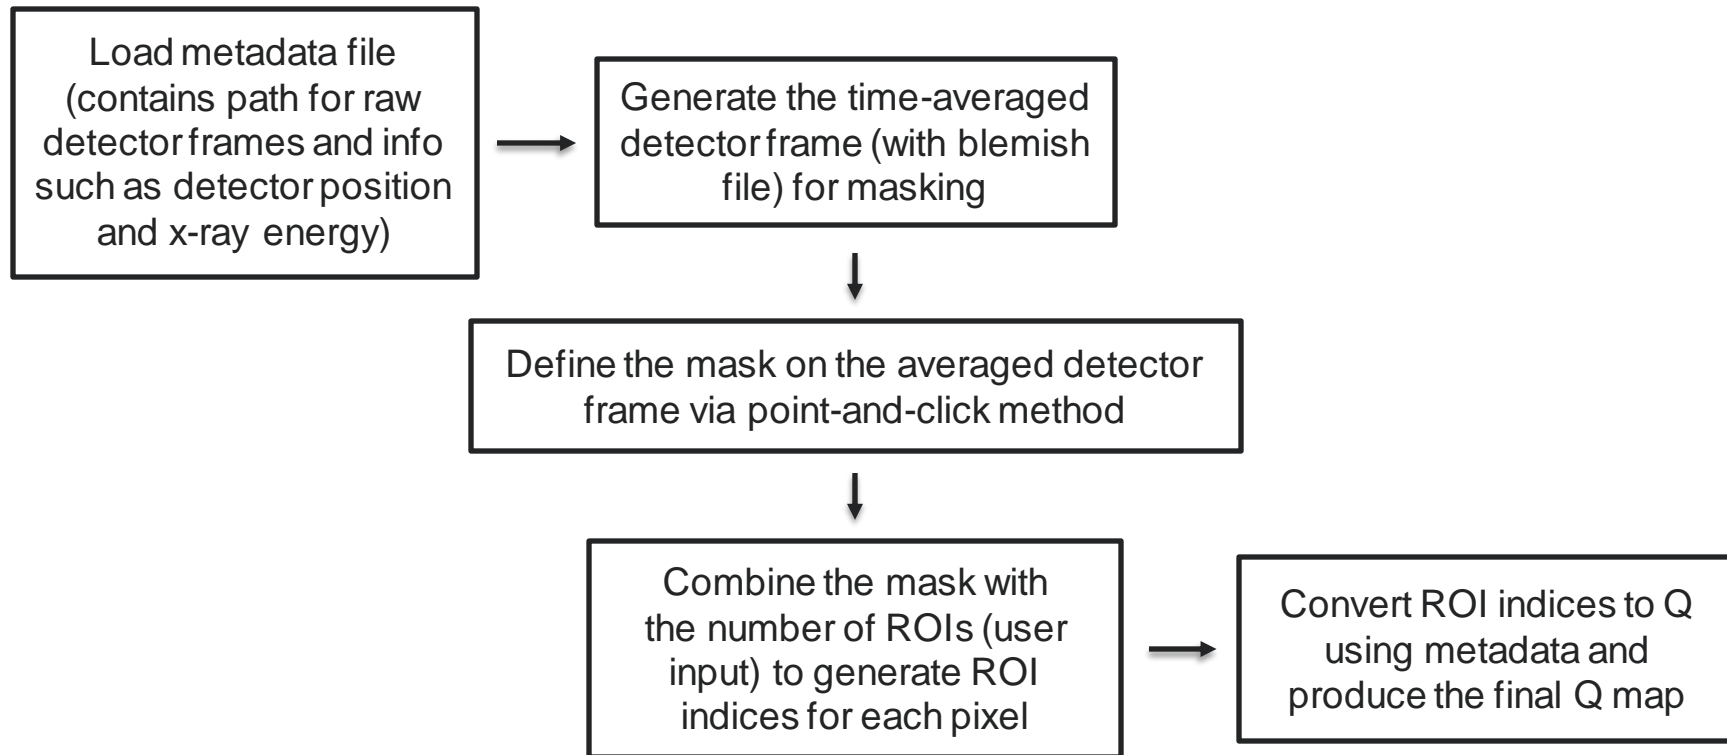 Load metadata file
(contains path for raw
detector frames and info
such as detector position
and x-ray energy)
Generate the time-averaged
detector frame (with blemish
file) for masking
Define the mask on the averaged detector
frame via point-and-click method
Combine the mask with
the number of ROIs (user
input) to generate ROI
indices for each pixel
Convert ROI indices to Q
using metadata and
produce the final Q map